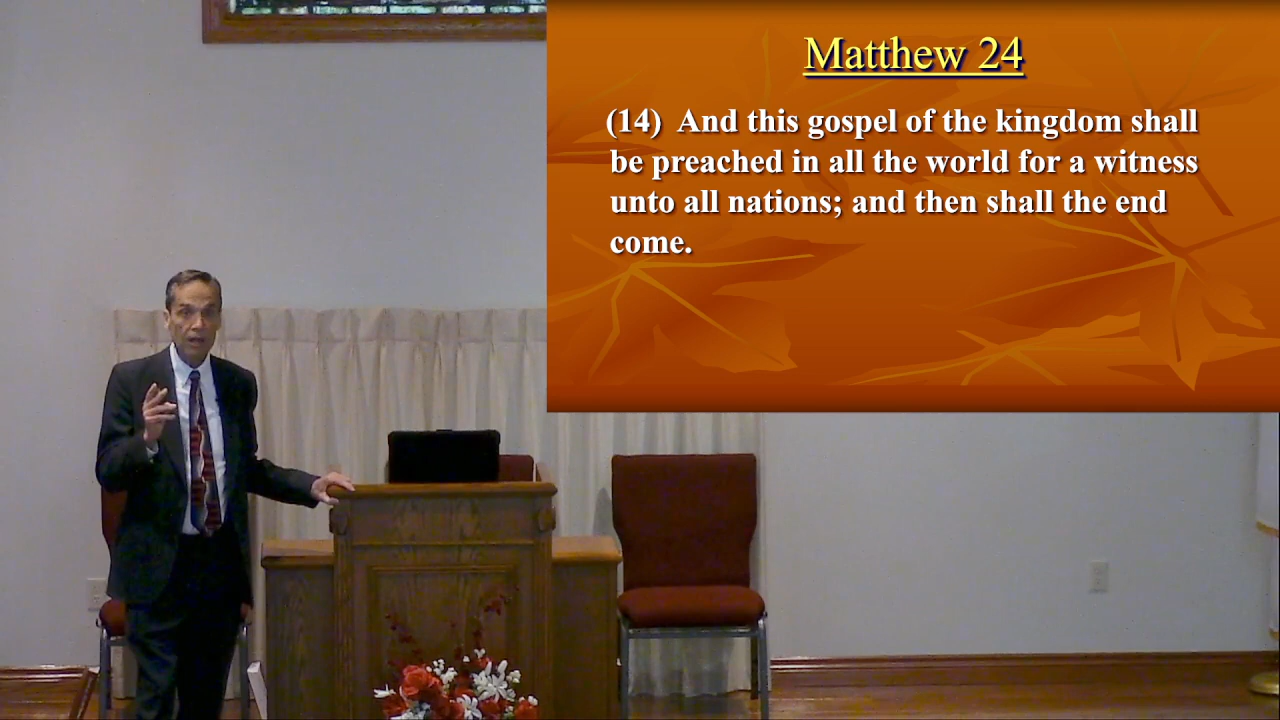 Matthew 24
(14) And this gospel of the kingdom shall
be preached in all the world for a witness
unto all nations; and then shall the end
come.